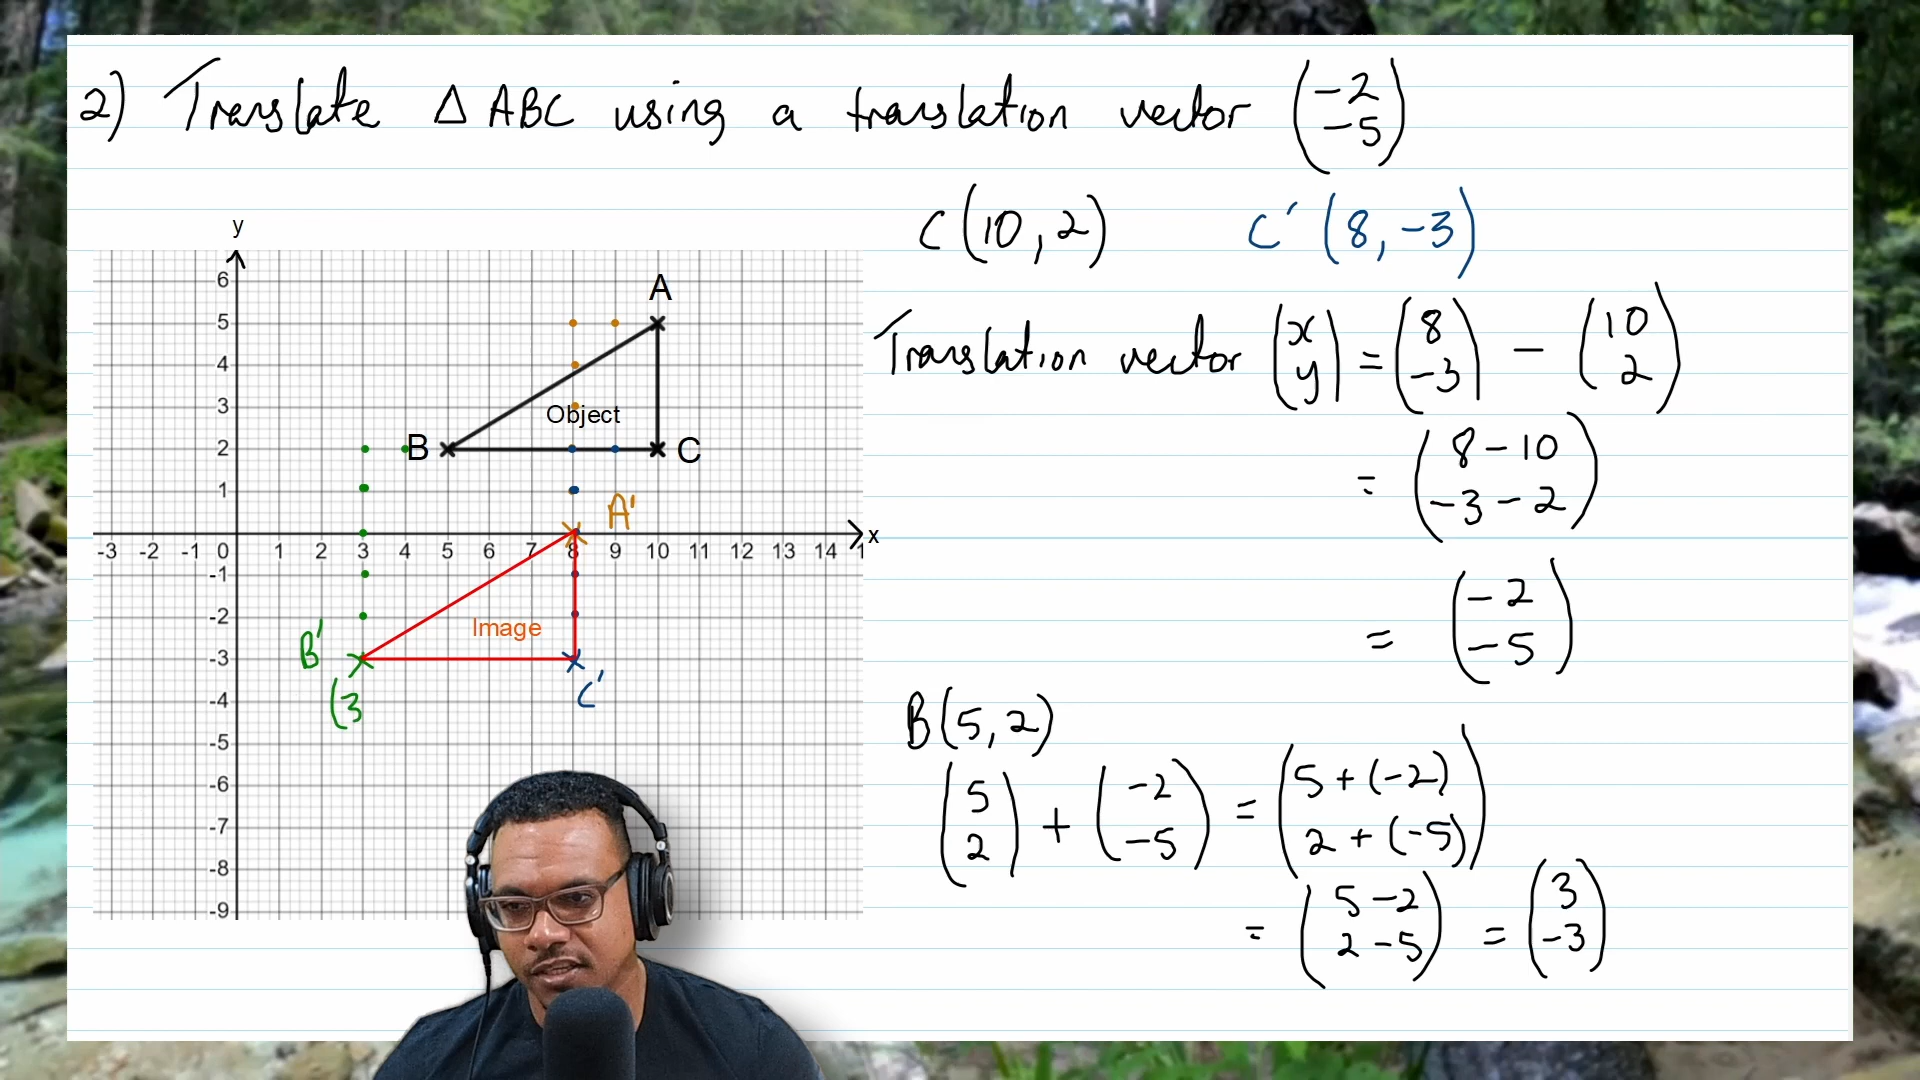 2) Translate Δ ABC using a translation vector (-2 -5)
C(10,2) C'(8,-3)
Translation vector (x y) = (8 -3) - (10 2)
= (8-10 -3-2)
= (-2 -5)
B(5,2)
(5 2) + (-2 -5) = (5+(-2) 2+(-5))
= (5-2 2-5) = (3 -3)
y
6
5
4
3
2
1
-3 -2 -1 0 1 2 3 4 5 6 7 8 9 10 11 12 13 14 1 x
-1
-2
-3
-4
-5
-6
-7
-8
-9
A
Object
B
C
A'
Image
B'
(3
C'